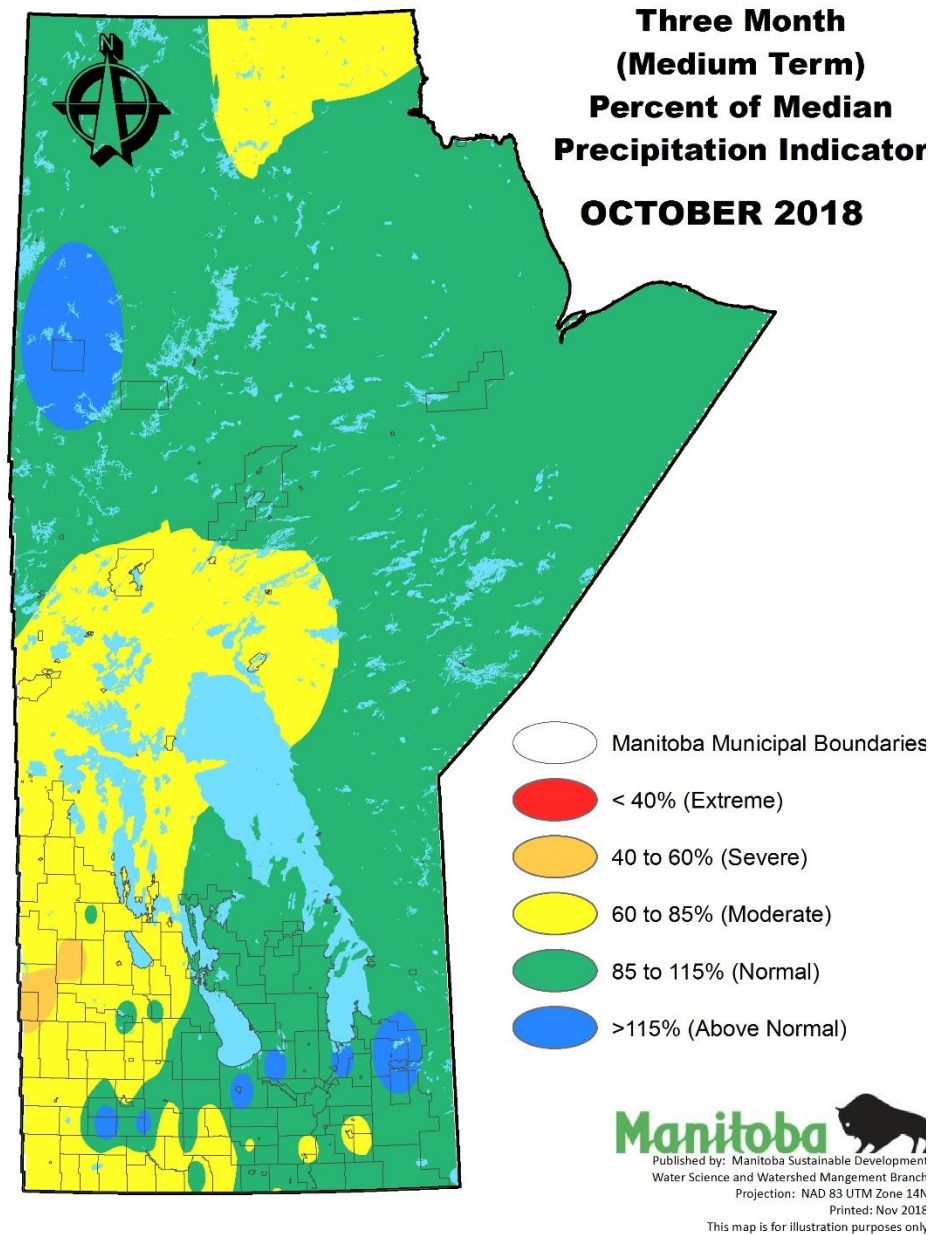 Three Month
(Medium Term)
Percent of Median
Precipitation Indicator
OCTOBER 2018
N
Manitoba Municipal Boundaries
< 40% (Extreme)
40 to 60% (Severe)
60 to 85% (Moderate)
85 to 115% (Normal)
>115% (Above Normal)
Manitoba
Published by: Manitoba Sustainable Development
Water Science and Watershed Mangement Branch
Projection: NAD 83 UTM Zone 14N
Printed: Nov 2018
This map is for illustration purposes only